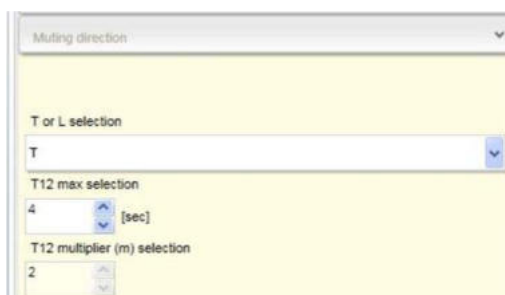 Muting direction
T or L selection
T
T12 max selection
4 [sec]
T12 multiplier (m) selection
2